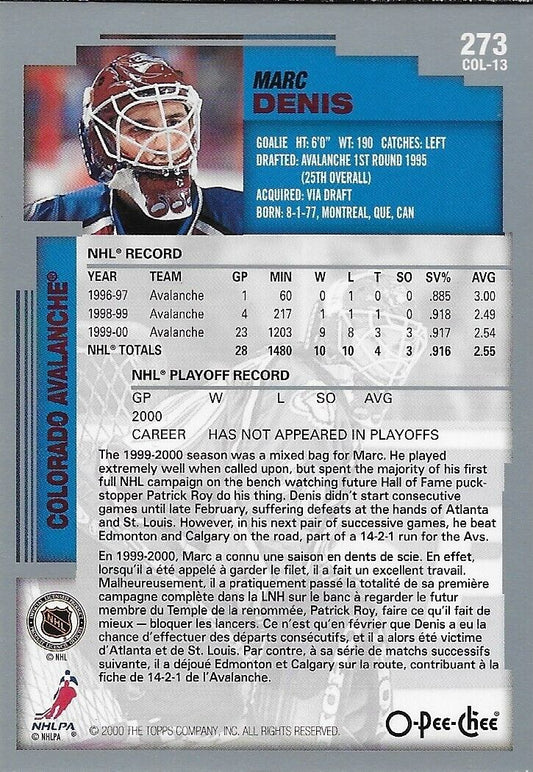 273
COL-13
MARC
DENIS
GOALIE HT: 6'0" WT: 190 CATCHES: LEFT
DRAFTED: AVALANCHE 1ST ROUND 1995
(25TH OVERALL)
ACQUIRED: VIA DRAFT
BORN: 8-1-77, MONTREAL, QUE, CAN
COLORADO AVALANCHE®
NHL® RECORD
YEAR TEAM GP MIN W L T SO SV% AVG
1996-97 Avalanche 1 60 0 1 0 0 .885 3.00
1998-99 Avalanche 4 217 1 1 1 0 .918 2.49
1999-00 Avalanche 23 1203 9 8 3 3 .917 2.54
NHL® TOTALS 28 1480 10 10 4 3 .916 2.55
NHL® PLAYOFF RECORD
GP W L SO AVG
2000
CAREER HAS NOT APPEARED IN PLAYOFFS
The 1999-2000 season was a mixed bag for Marc. He played
extremely well when called upon, but spent the majority of his first
full NHL campaign on the bench watching future Hall of Fame puck-
stopper Patrick Roy do his thing. Denis didn't start consecutive
games until late February, suffering defeats at the hands of Atlanta
and St. Louis. However, in his next pair of successive games, he beat
Edmonton and Calgary on the road, part of a 14-2-1 run for the Avs.
En 1999-2000, Marc a connu une saison en dents de scie. En effet,
lorsqu'il a été appelé à garder le filet, il a fait un excellent travail.
Malheureusement, il a pratiquement passé la totalité de sa première
campagne complète dans la LNH sur le banc à regarder le futur
membre du Temple de la renommée, Patrick Roy, faire ce qu'il fait de
mieux — bloquer les lancers. Ce n'est qu'en février que Denis a eu la
chance d'effectuer des départs consécutifs, et il a alors été victime
d'Atlanta et de St. Louis. Par contre, à sa série de matchs successifs
suivante, il a déjoué Edmonton et Calgary sur la route, contribuant à la
fiche de 14-2-1 de l'Avalanche.
NHL
© NHL
NHLPA
© NHLPA
© 2000 THE TOPPS COMPANY, INC. ALL RIGHTS RESERVED.
O-Pee-Chee®